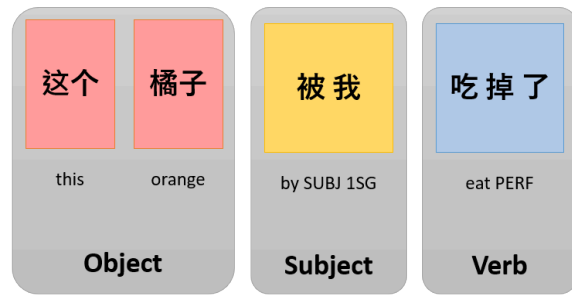 这个 橘子 被 我 吃 掉 了
this orange by SUBJ 1SG eat PERF
Object Subject Verb